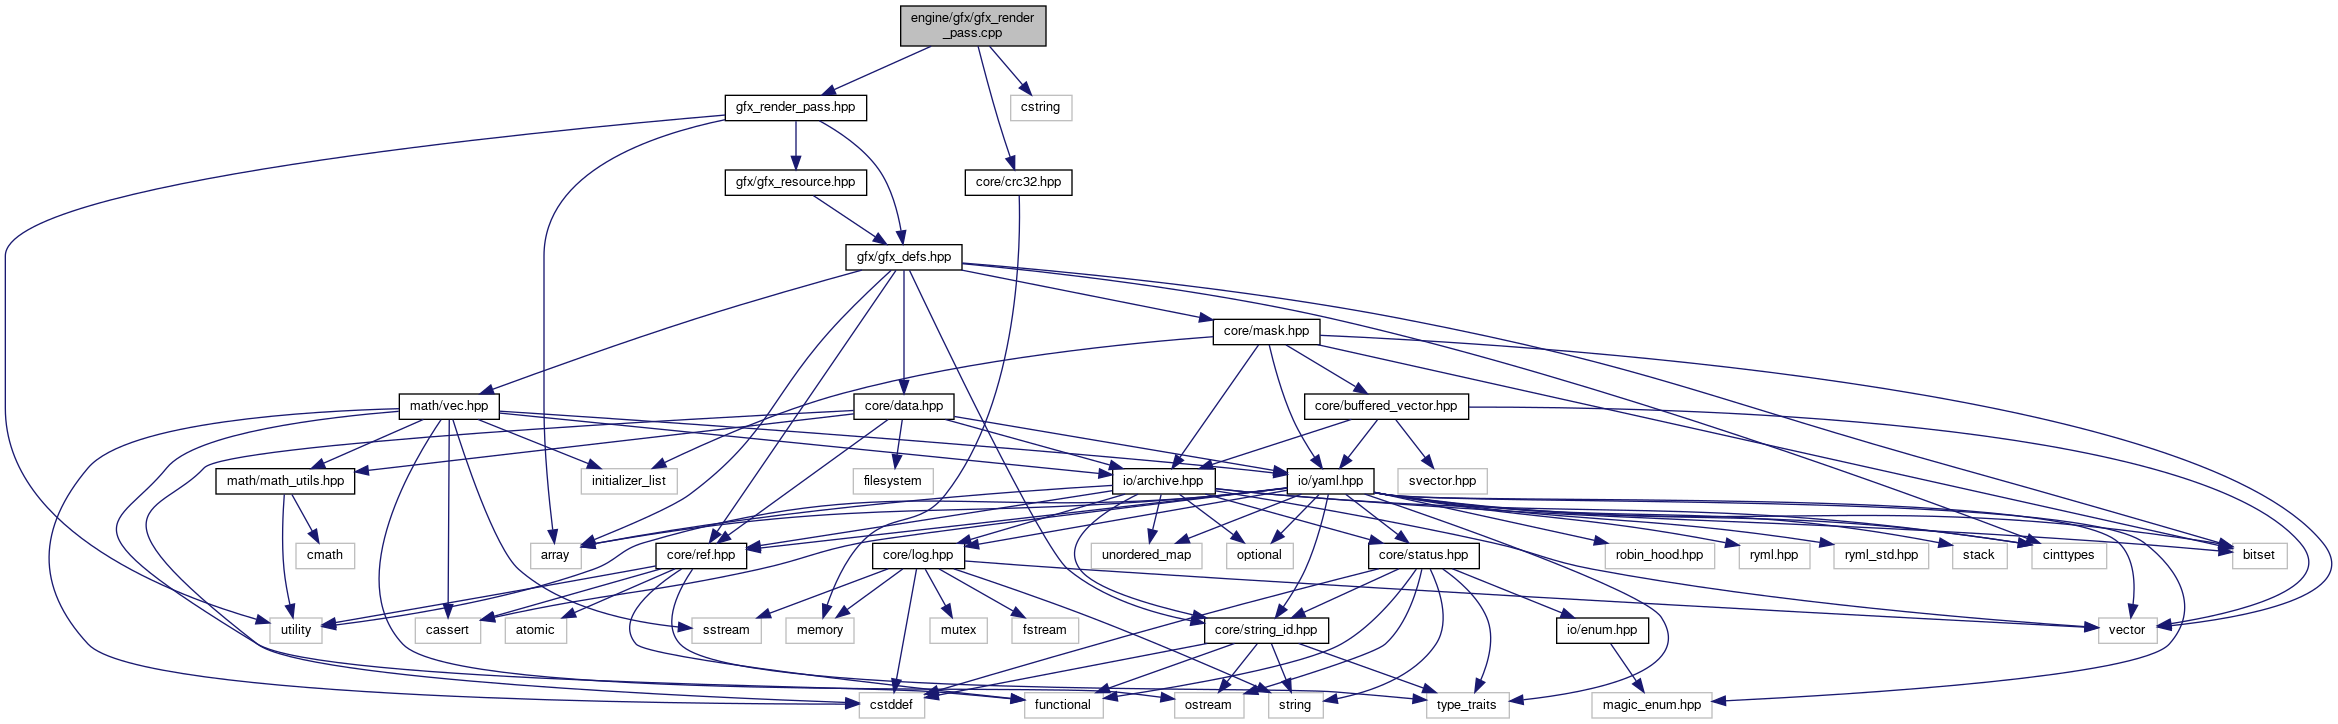 engine/gfx/gfx_render
_pass.cpp
gfx_render_pass.hpp
cstring
gfx/gfx_resource.hpp
core/crc32.hpp
gfx/gfx_defs.hpp
core/mask.hpp
math/vec.hpp
core/data.hpp
core/buffered_vector.hpp
math/math_utils.hpp
initializer_list
filesystem
io/archive.hpp
io/yaml.hpp
svector.hpp
cmath
array
core/ref.hpp
core/log.hpp
unordered_map
optional
core/status.hpp
robin_hood.hpp
ryml.hpp
ryml_std.hpp
stack
cinttypes
bitset
utility
cassert
atomic
sstream
memory
mutex
fstream
core/string_id.hpp
io/enum.hpp
vector
cstddef
functional
ostream
string
type_traits
magic_enum.hpp